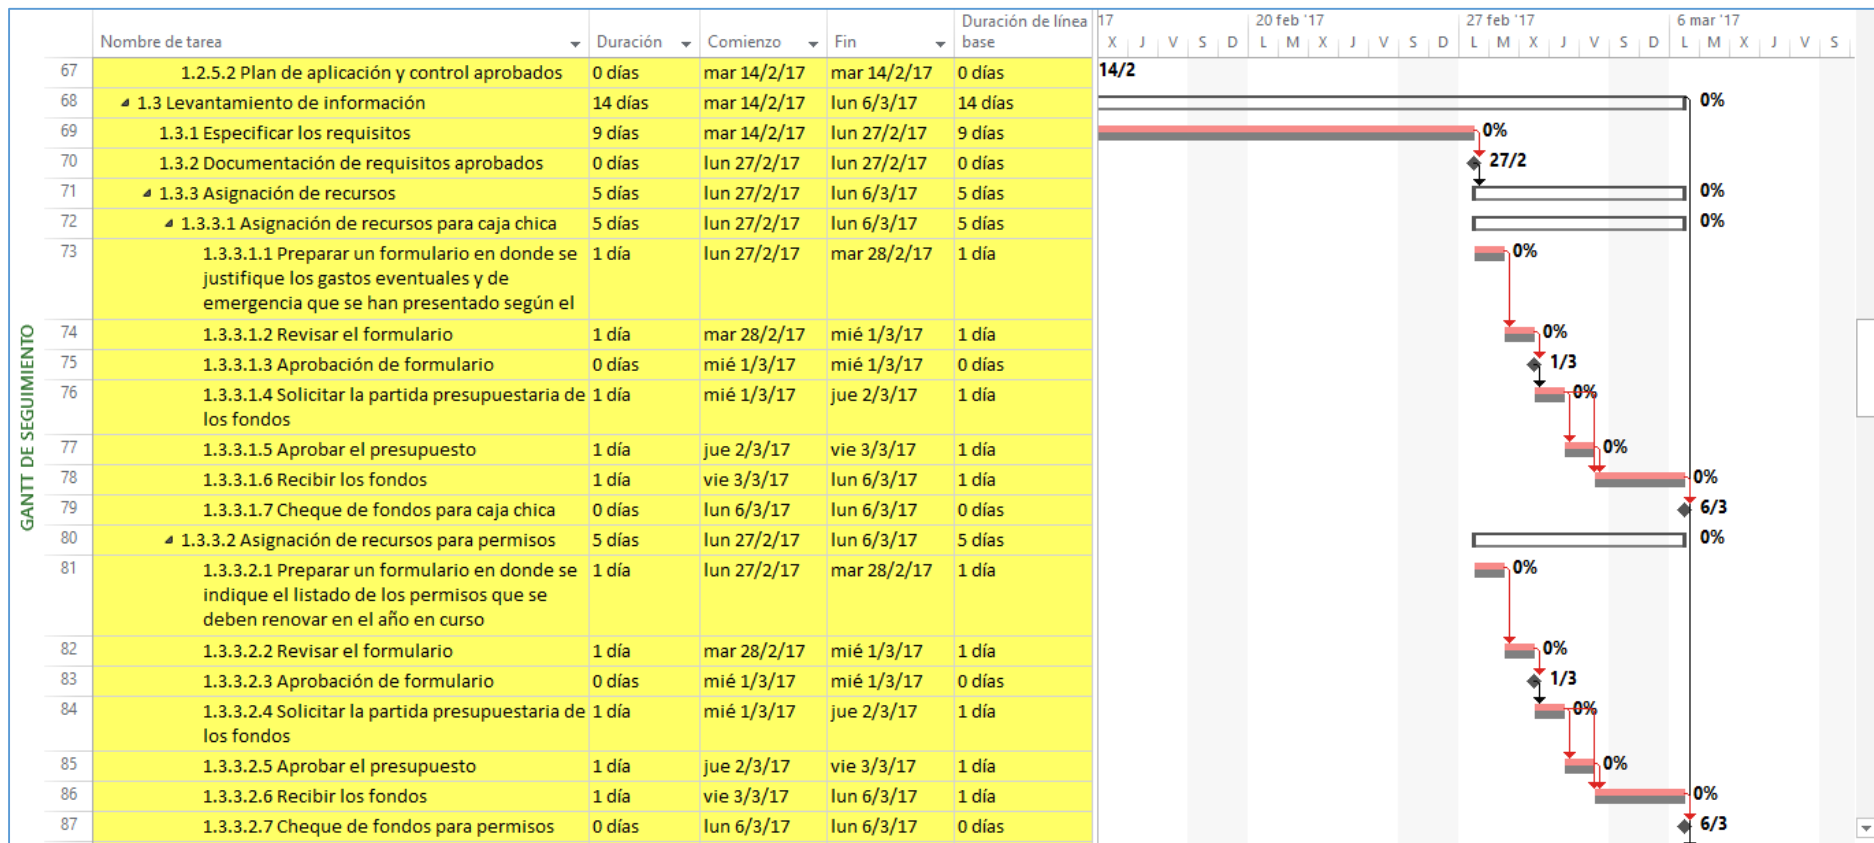 Nombre de tarea Duración Comienzo Fin Duración de línea base
17 20 feb '17 27 feb '17 6 mar '17
X J V S D L M X J V S D L M X J V S D L M X J V S
GANTT DE SEGUIMIENTO
67 1.2.5.2 Plan de aplicación y control aprobados 0 días mar 14/2/17 mar 14/2/17 0 días 14/2
68 1.3 Levantamiento de información 14 días mar 14/2/17 lun 6/3/17 14 días 0%
69 1.3.1 Especificar los requisitos 9 días mar 14/2/17 lun 27/2/17 9 días 0%
70 1.3.2 Documentación de requisitos aprobados 0 días lun 27/2/17 lun 27/2/17 0 días 27/2
71 1.3.3 Asignación de recursos 5 días lun 27/2/17 lun 6/3/17 5 días 0%
72 1.3.3.1 Asignación de recursos para caja chica 5 días lun 27/2/17 lun 6/3/17 5 días 0%
73 1.3.3.1.1 Preparar un formulario en donde se 1 día lun 27/2/17 mar 28/2/17 1 día 0%
justifique los gastos eventuales y de
emergencia que se han presentado según el
74 1.3.3.1.2 Revisar el formulario 1 día mar 28/2/17 mié 1/3/17 1 día 0%
75 1.3.3.1.3 Aprobación de formulario 0 días mié 1/3/17 mié 1/3/17 0 días 1/3
76 1.3.3.1.4 Solicitar la partida presupuestaria de 1 día mié 1/3/17 jue 2/3/17 1 día 0%
los fondos
77 1.3.3.1.5 Aprobar el presupuesto 1 día jue 2/3/17 vie 3/3/17 1 día 0%
78 1.3.3.1.6 Recibir los fondos 1 día vie 3/3/17 lun 6/3/17 1 día 0%
79 1.3.3.1.7 Cheque de fondos para caja chica 0 días lun 6/3/17 lun 6/3/17 0 días 6/3
80 1.3.3.2 Asignación de recursos para permisos 5 días lun 27/2/17 lun 6/3/17 5 días 0%
81 1.3.3.2.1 Preparar un formulario en donde se 1 día lun 27/2/17 mar 28/2/17 1 día 0%
indique el listado de los permisos que se
deben renovar en el año en curso
82 1.3.3.2.2 Revisar el formulario 1 día mar 28/2/17 mié 1/3/17 1 día 0%
83 1.3.3.2.3 Aprobación de formulario 0 días mié 1/3/17 mié 1/3/17 0 días 1/3
84 1.3.3.2.4 Solicitar la partida presupuestaria de 1 día mié 1/3/17 jue 2/3/17 1 día 0%
los fondos
85 1.3.3.2.5 Aprobar el presupuesto 1 día jue 2/3/17 vie 3/3/17 1 día 0%
86 1.3.3.2.6 Recibir los fondos 1 día vie 3/3/17 lun 6/3/17 1 día 0%
87 1.3.3.2.7 Cheque de fondos para permisos 0 días lun 6/3/17 lun 6/3/17 0 días 6/3